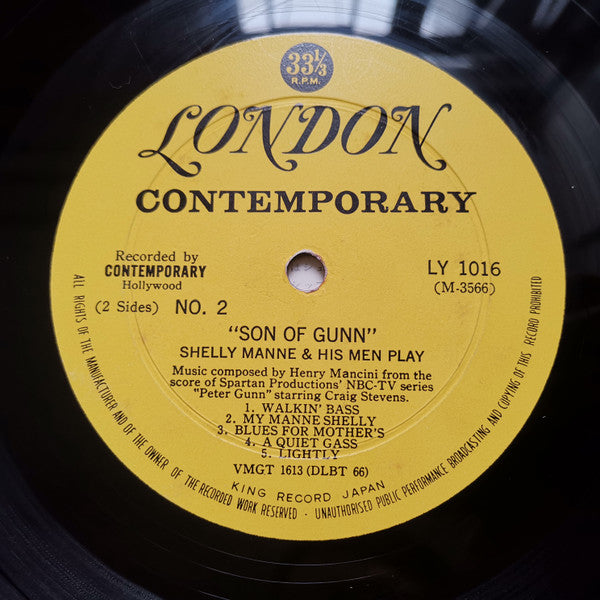 33 1/3
R.P.M.
LONDON
CONTEMPORARY
Recorded by
CONTEMPORARY
Hollywood
LY 1016
(M-3566)
(2 Sides) NO. 2
"SON OF GUNN"
SHELLY MANNE & HIS MEN PLAY
Music composed by Henry Mancini from the
score of Spartan Productions' NBC-TV series
"Peter Gunn" starring Craig Stevens.
1. WALKIN' BASS
2. MY MANNE SHELLY
3. BLUES FOR MOTHER'S
4. A QUIET GASS
5. LIGHTLY
VMGT 1613 (DLBT 66)
KING RECORD JAPAN
ALL RIGHTS OF THE MANUFACTURER AND OF THE OWNER OF THE RECORDED WORK RESERVED - UNAUTHORISED PUBLIC PERFORMANCE BROADCASTING AND COPYING OF THIS RECORD PROHIBITED